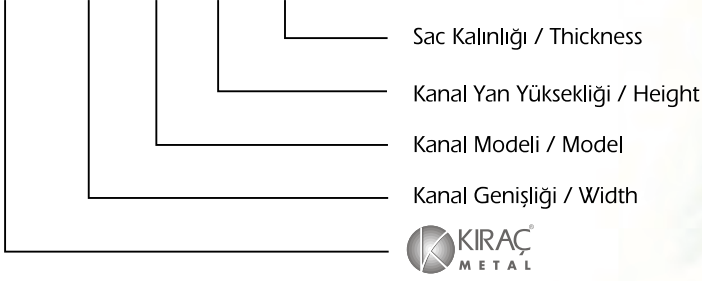 Sac Kalınlığı / Thickness
Kanal Yan Yüksekliği / Height
Kanal Modeli / Model
Kanal Genişliği / Width
KIRAÇ®
METAL